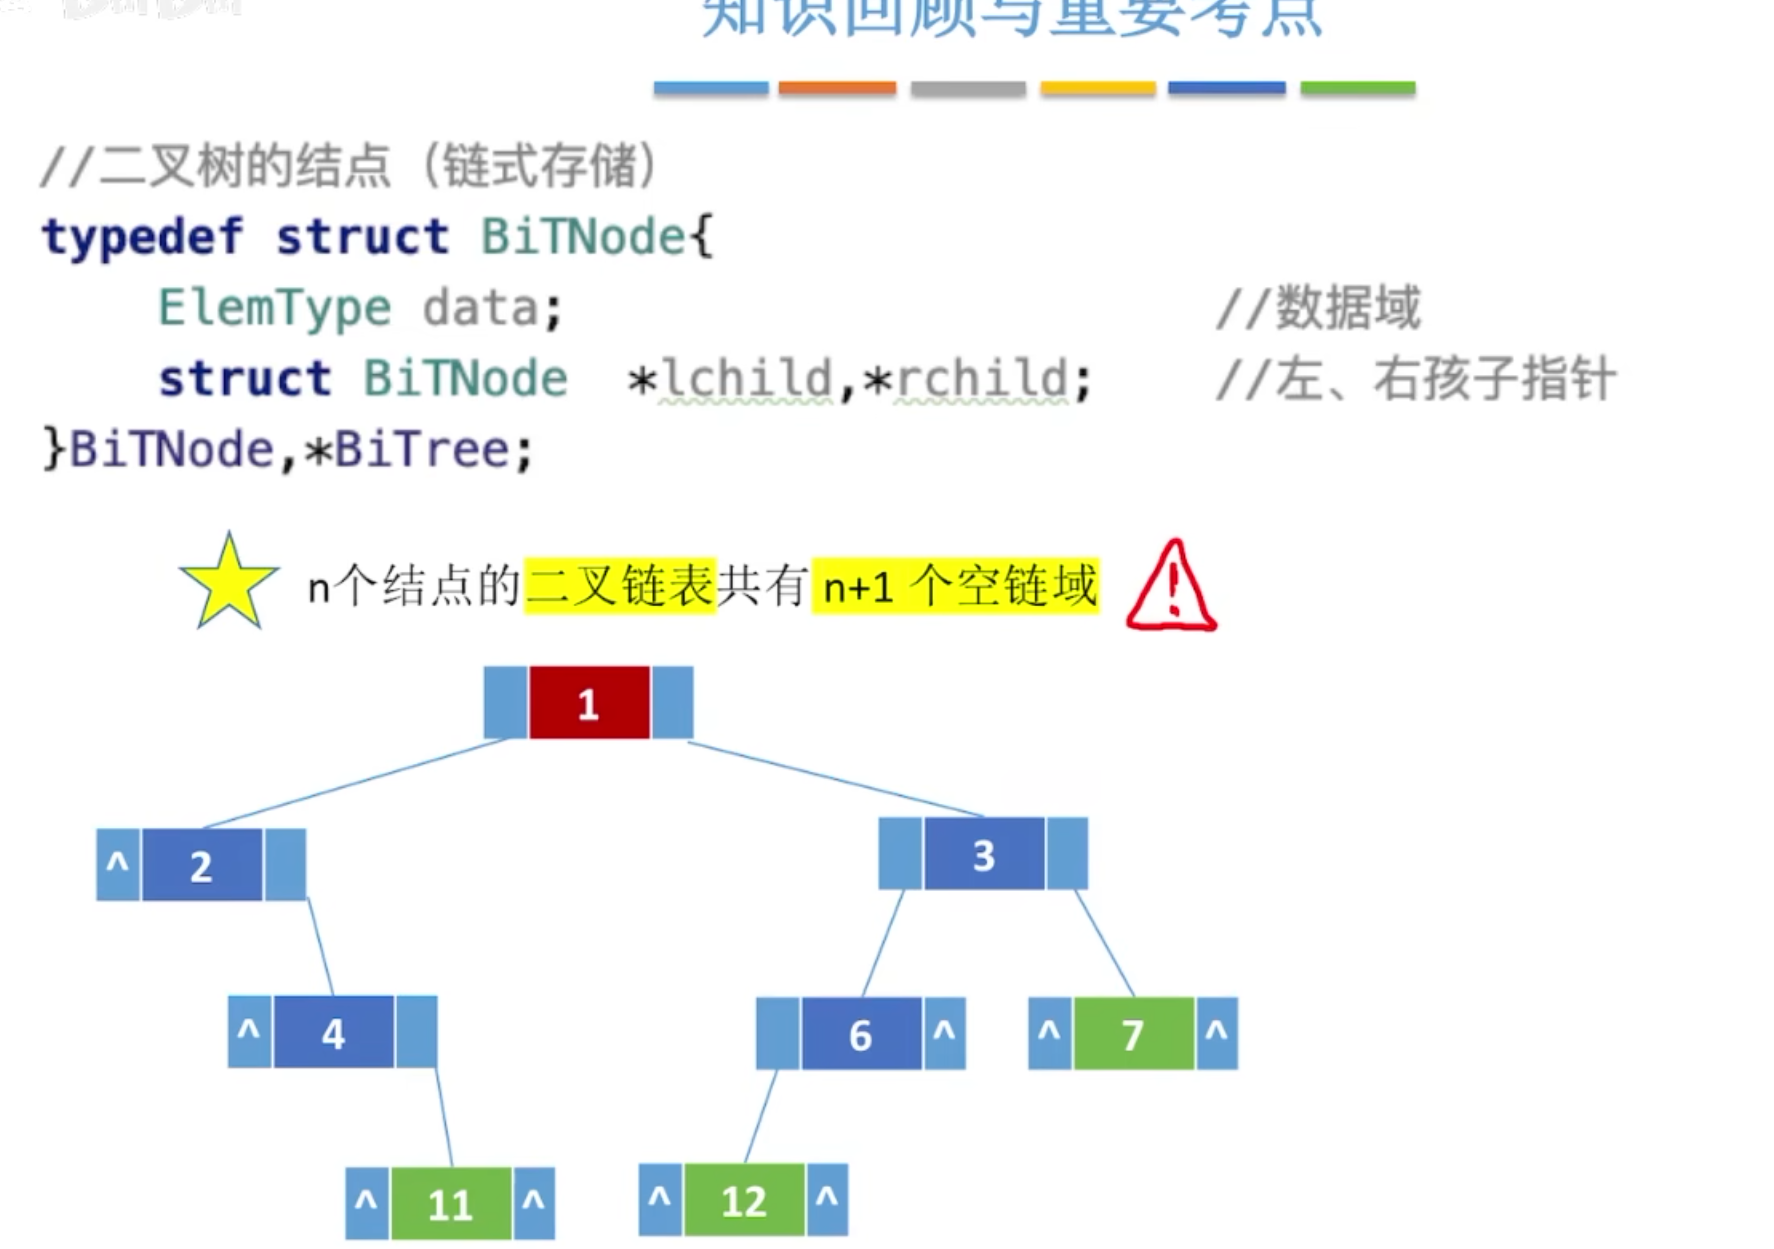 知识回顾与重要考点
//二叉树的结点（链式存储）
typedef struct BiTNode{
ElemType data; //数据域
struct BiTNode *lchild,*rchild; //左、右孩子指针
}BiTNode,*BiTree;
n个结点的二叉链表共有 n+1 个空链域
!
1
^ 2 3
^ 4 6 ^ ^ 7 ^
^ 11 ^ ^ 12 ^